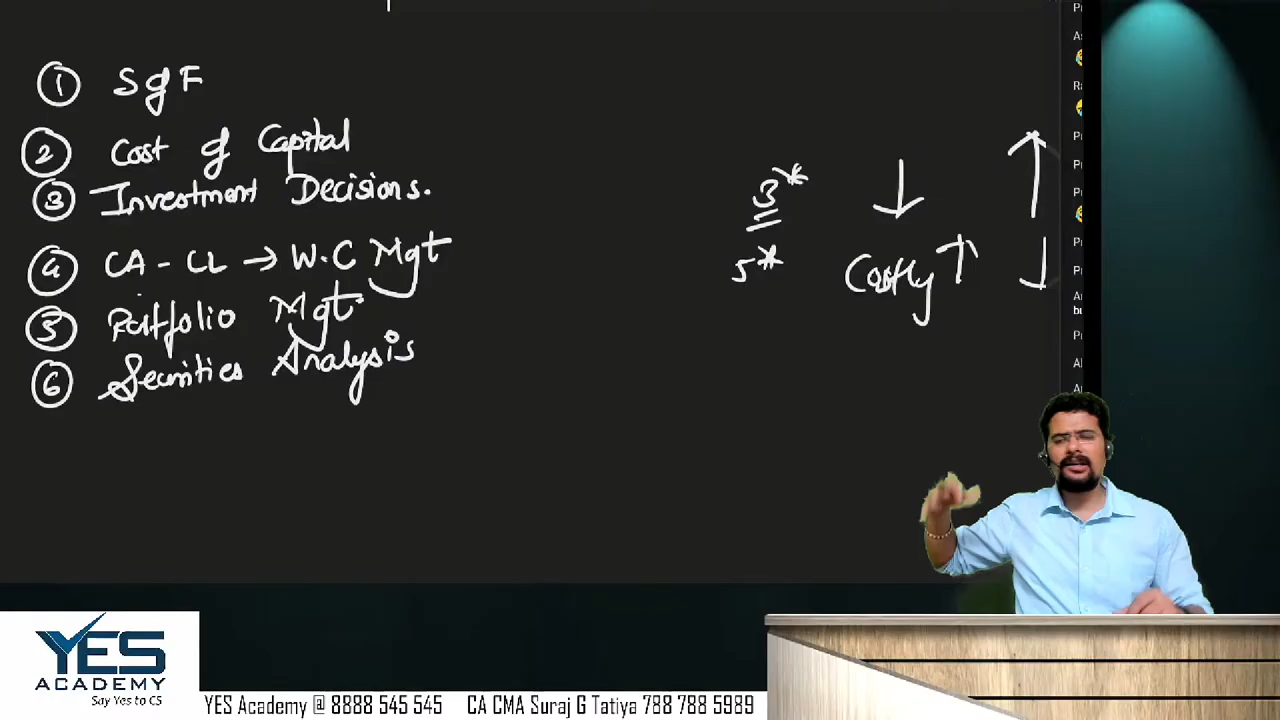 ① S of F
② Cost of Capital
③ Investment Decisions.
④ CA - CL → W.C Mgt
⑤ Portfolio Mgt
⑥ Securities Analysis
3*
5*
Costly ↑
YES
ACADEMY
Say Yes to CS
YES Academy @ 8888 545 545 CA CMA Suraj G Tatiya 788 788 5989